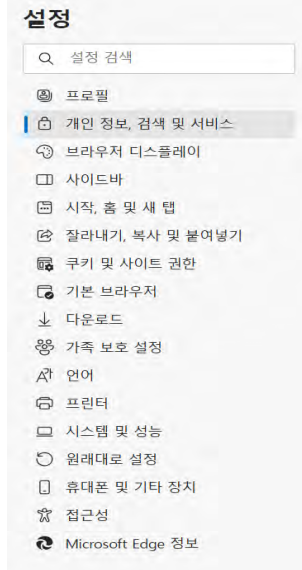 설정
설정 검색
프로필
개인 정보, 검색 및 서비스
브라우저 디스플레이
사이드바
시작, 홈 및 새 탭
잘라내기, 복사 및 붙여넣기
쿠키 및 사이트 권한
기본 브라우저
다운로드
가족 보호 설정
언어
프린터
시스템 및 성능
원래대로 설정
휴대폰 및 기타 장치
접근성
Microsoft Edge 정보